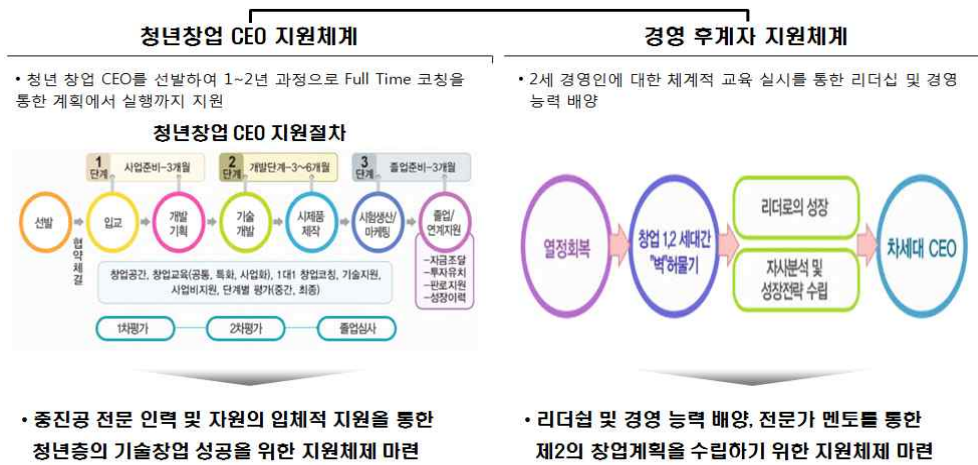 청년창업 CEO 지원체계
• 청년 창업 CEO를 선발하여 1~2년 과정으로 Full Time 코칭을
통한 계획에서 실행까지 지원
청년창업 CEO 지원절차
1
단계
사업준비-3개월
2
단계
개발단계-3~6개월
3
단계
졸업준비-3개월
선발
협약체결
입교
개발
기획
기술
개발
시제품
제작
시험생산/
마케팅
졸업/
연계지원
-자금조달
-투자유치
-판로지원
-성장이력
창업공간, 창업교육(공통, 특화, 사업화), 1대1 창업코칭, 기술지원,
사업비지원, 단계별 평가(중간, 최종)
1차평가
2차평가
졸업심사
• 중진공 전문 인력 및 자원의 입체적 지원을 통한
청년층의 기술창업 성공을 위한 지원체제 마련
경영 후계자 지원체계
• 2세 경영인에 대한 체계적 교육 실시를 통한 리더십 및 경영
능력 배양
열정회복
창업 1,2 세대간
"벽"허물기
리더로의 성장
자사분석 및
성장전략 수립
차세대 CEO
• 리더쉽 및 경영 능력 배양, 전문가 멘토를 통한
제2의 창업계획을 수립하기 위한 지원체제 마련